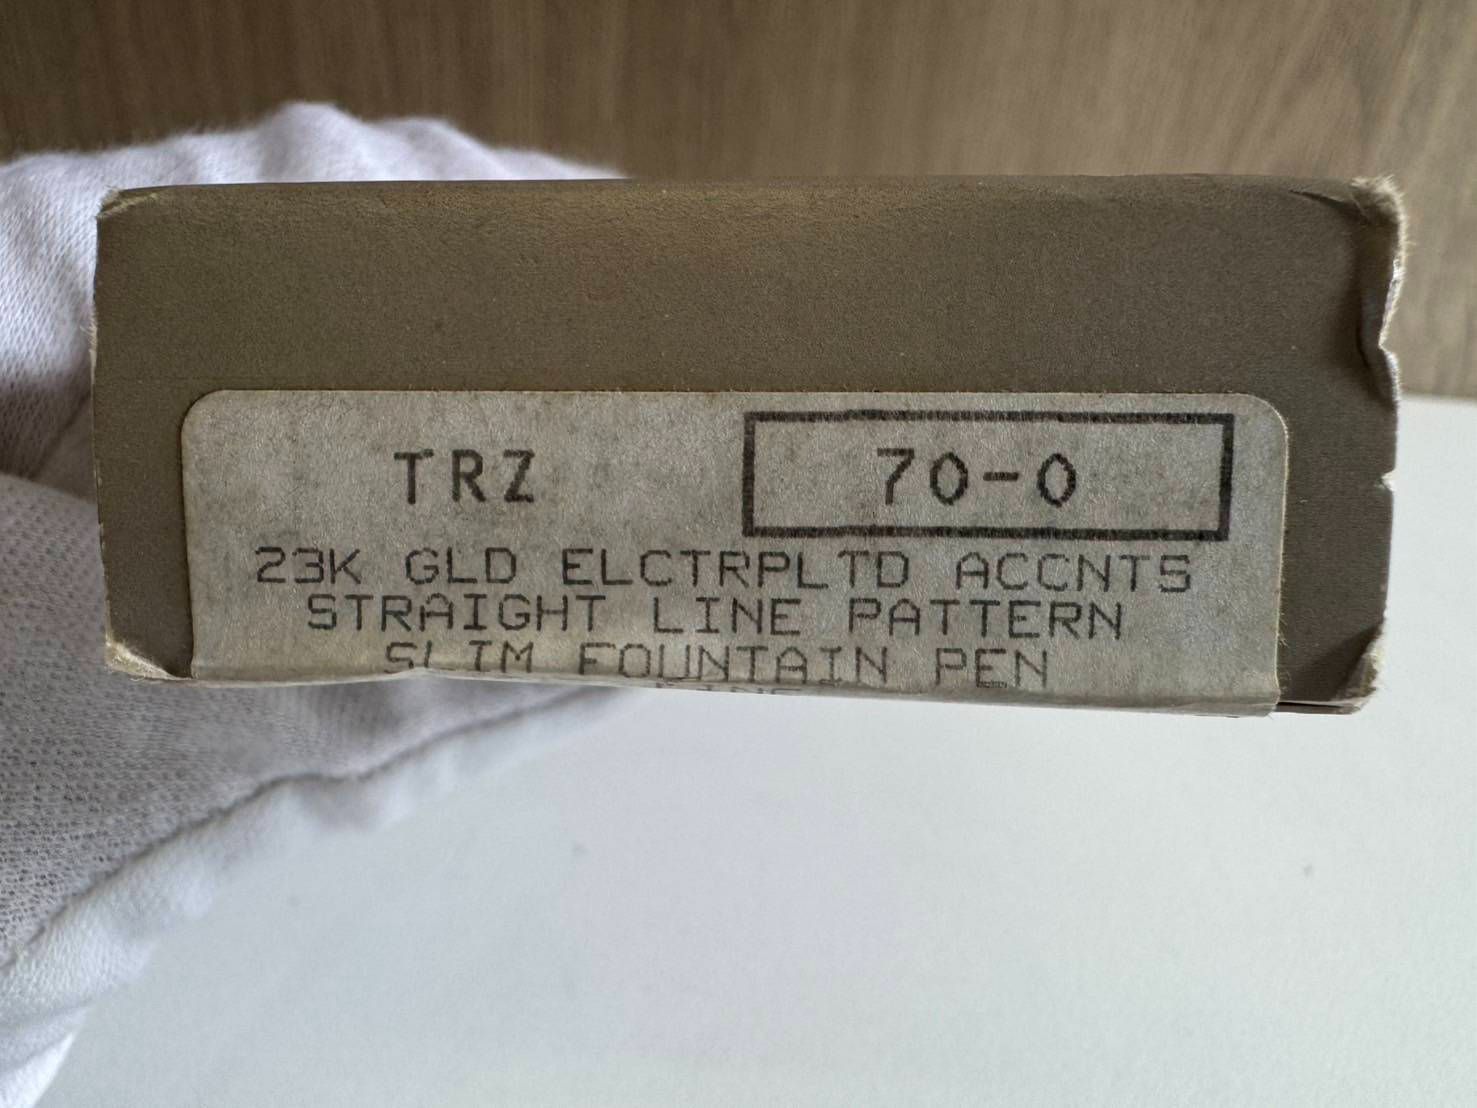 TRZ 70-0
23K GLD ELCTRPLTD ACCNTS
STRAIGHT LINE PATTERN
SLIM FOUNTAIN PEN